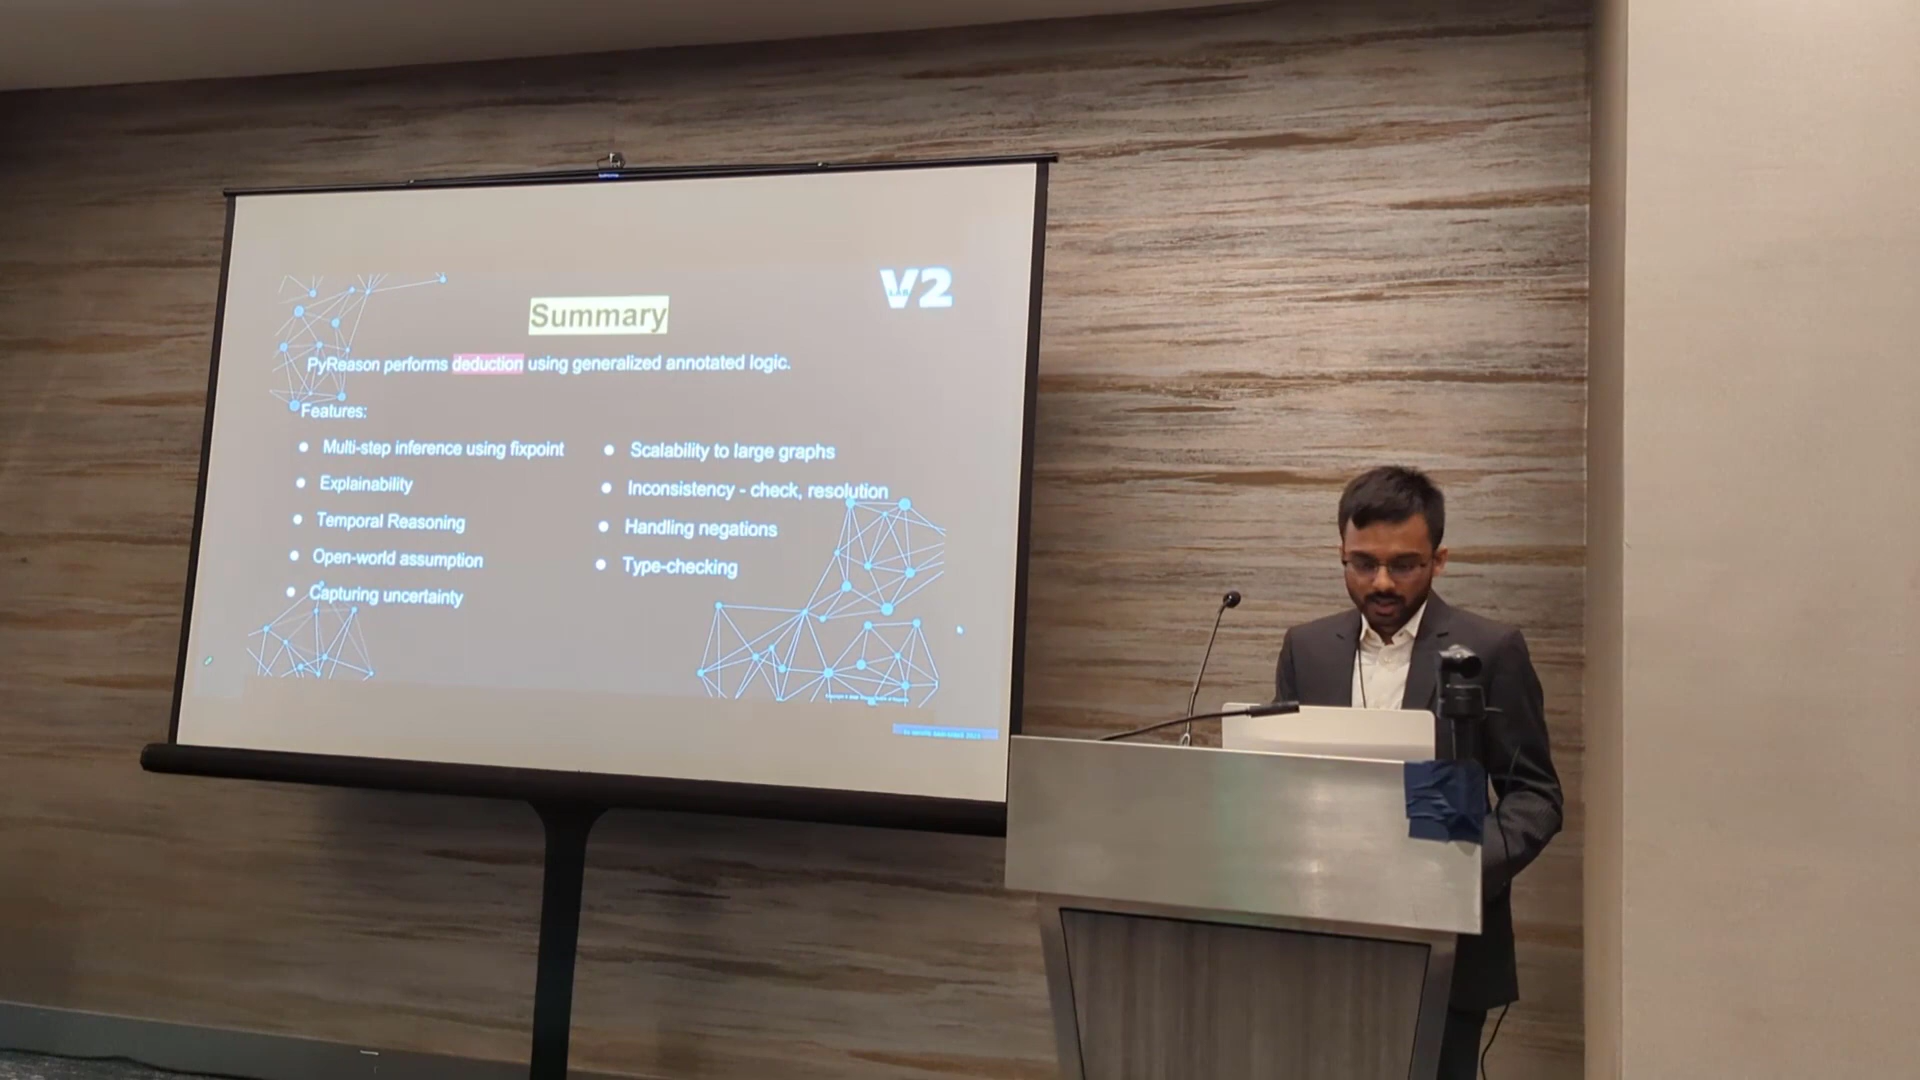 V2
LAB
Summary
PyReason performs deduction using generalized annotated logic.
Features:
● Multi-step inference using fixpoint
● Explainability
● Temporal Reasoning
● Open-world assumption
● Capturing uncertainty
● Scalability to large graphs
● Inconsistency - check, resolution
● Handling negations
● Type-checking